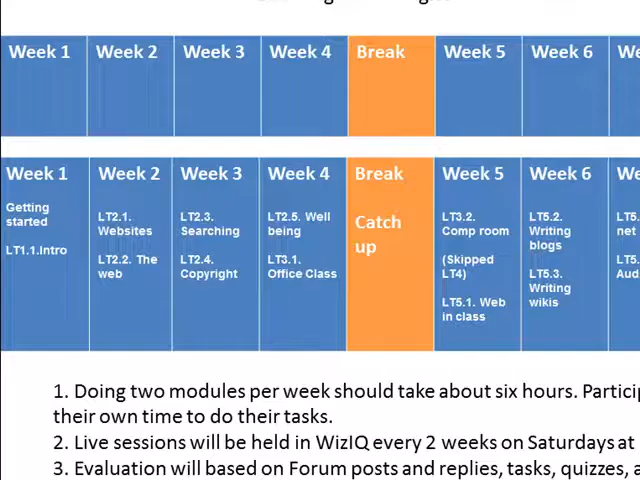 Week 1 Week 2 Week 3 Week 4 Break Week 5 Week 6
Week 1 Week 2 Week 3 Week 4 Break Week 5 Week 6
Getting
started
LT1.1.Intro
LT2.1.
Websites
LT2.2. The
web
LT2.3.
Searching
LT2.4.
Copyright
LT2.5. Well
being
LT3.1.
Office Class
Catch
up
LT3.2.
Comp room
(Skipped
LT4)
LT5.1. Web
in class
LT5.2.
Writing
blogs
LT5.3.
Writing
wikis
LT5.
net
LT5.
1. Doing two modules per week should take about six hours.
their own time to do their tasks.
2. Live sessions will be held in WizIQ every 2 weeks on Saturdays at
3. Evaluation will based on Forum posts and replies, tasks, quizzes,